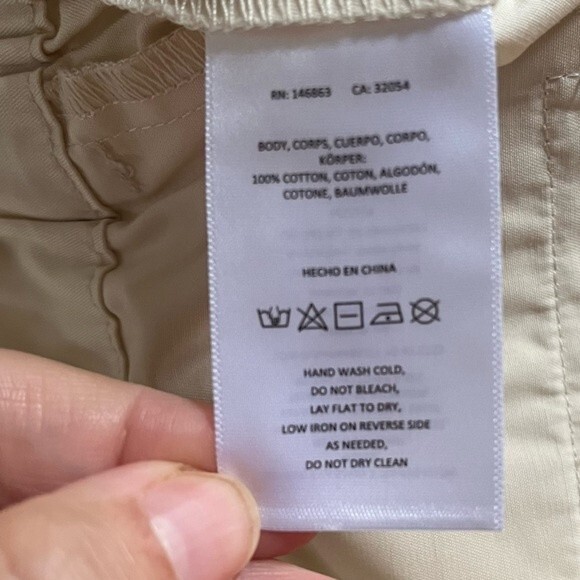 RN: 146863 CA: 32054
BODY, CORPS, CUERPO, CORPO,
KÖRPER:
100% COTTON, COTON, ALGODÓN,
COTONE, BAUMWOLLE
HECHO EN CHINA
HAND WASH COLD,
DO NOT BLEACH,
LAY FLAT TO DRY,
LOW IRON ON REVERSE SIDE
AS NEEDED,
DO NOT DRY CLEAN